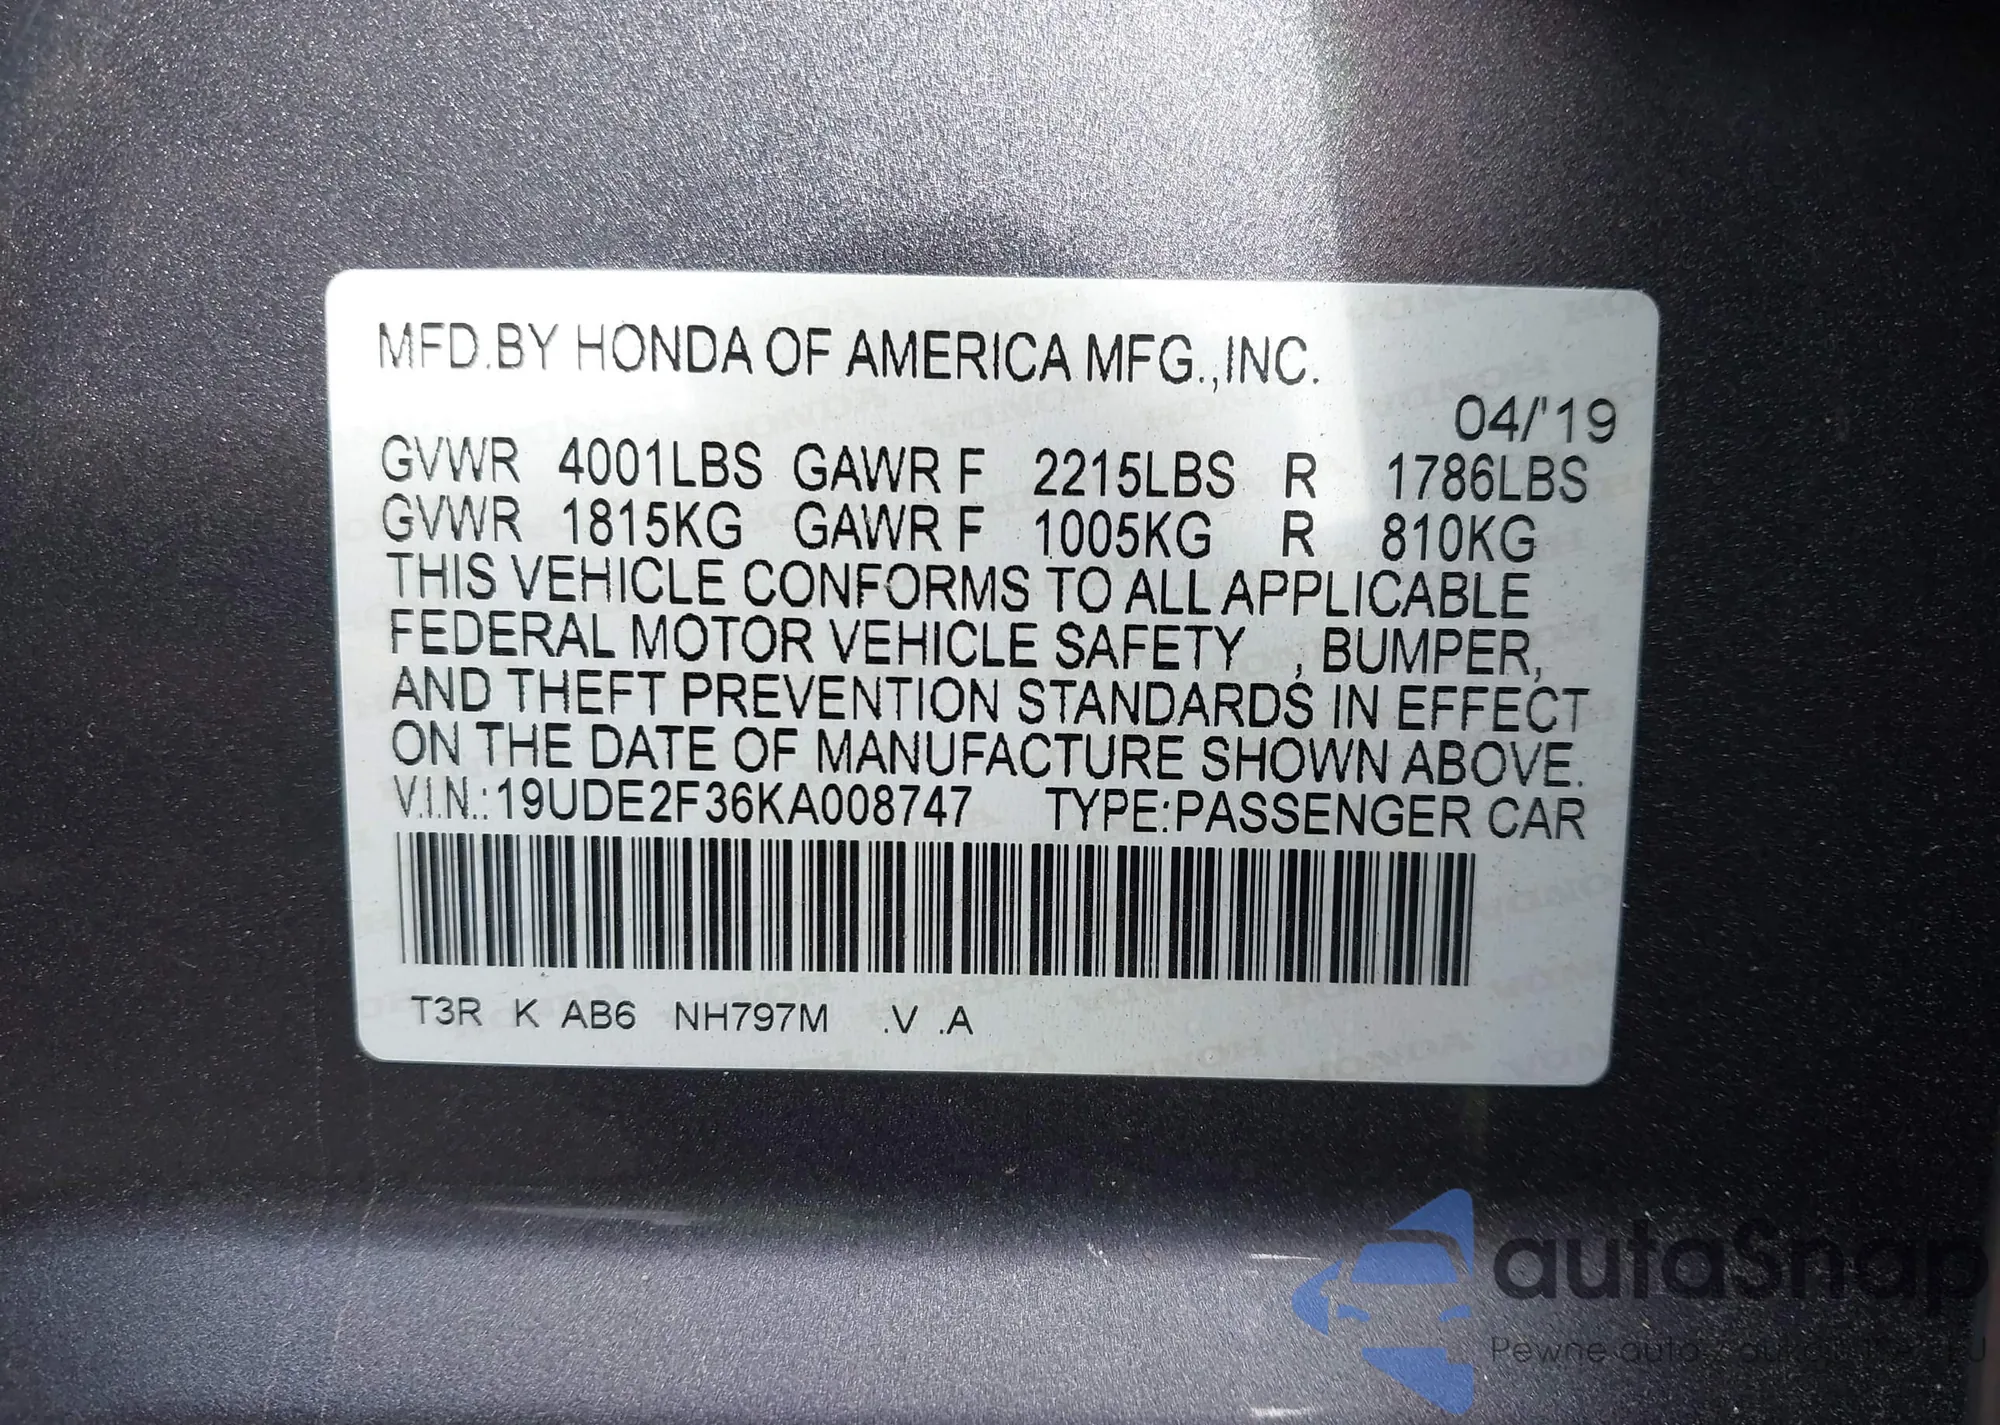 MFD.BY HONDA OF AMERICA MFG.,INC.
04/'19
GVWR 4001LBS GAWR F 2215LBS R 1786LBS
GVWR 1815KG GAWR F 1005KG R 810KG
THIS VEHICLE CONFORMS TO ALL APPLICABLE
FEDERAL MOTOR VEHICLE SAFETY , BUMPER,
AND THEFT PREVENTION STANDARDS IN EFFECT
ON THE DATE OF MANUFACTURE SHOWN ABOVE.
V.I.N.:19UDE2F36KA008747 TYPE:PASSENGER CAR
T3R K AB6 NH797M .V .A
autoSnap
Pewne auto z